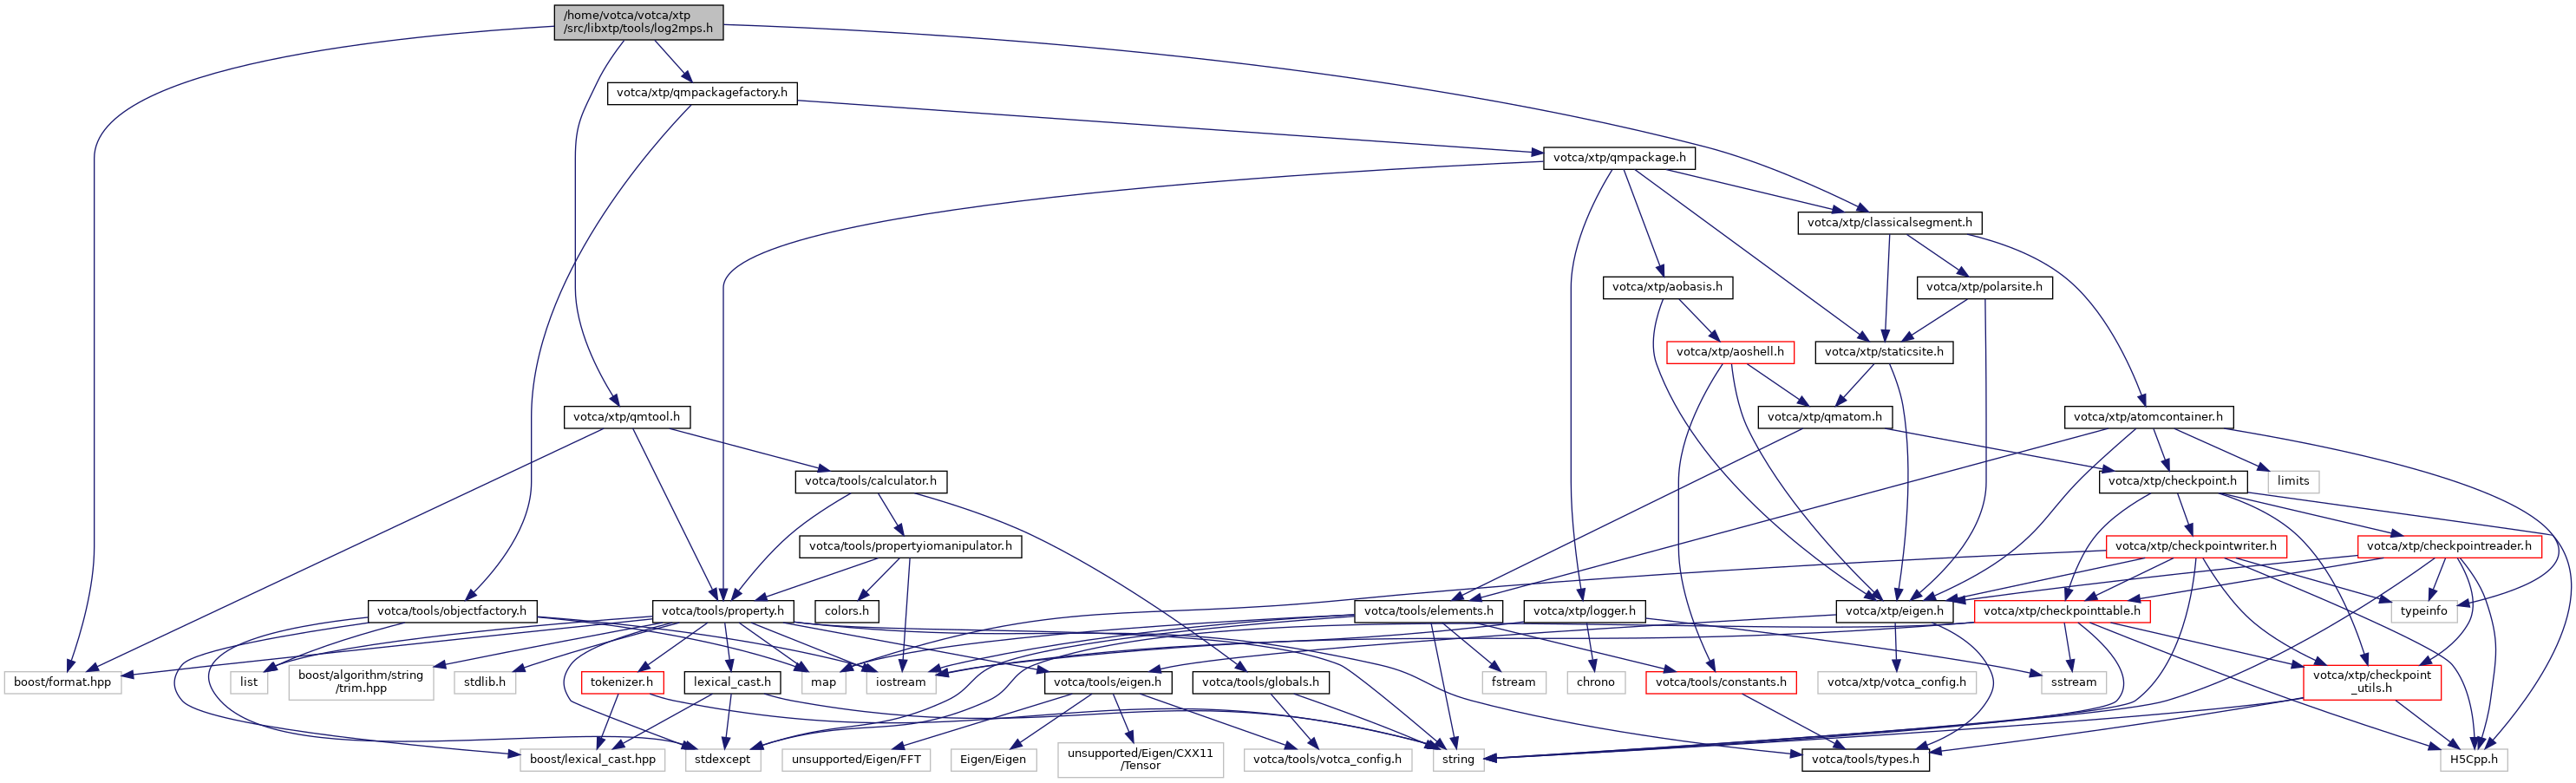 /home/votca/votca/xtp
/src/libxtp/tools/log2mps.h
votca/xtp/qmpackagefactory.h
votca/xtp/qmpackage.h
votca/xtp/classicalsegment.h
votca/xtp/aobasis.h
votca/xtp/polarsite.h
votca/xtp/aoshell.h
votca/xtp/staticsite.h
votca/xtp/qmtool.h
votca/xtp/qmatom.h
votca/xtp/atomcontainer.h
votca/tools/calculator.h
votca/xtp/checkpoint.h
limits
votca/tools/propertyiomanipulator.h
votca/xtp/checkpointwriter.h
votca/xtp/checkpointreader.h
votca/tools/objectfactory.h
votca/tools/property.h
colors.h
votca/tools/elements.h
votca/xtp/logger.h
votca/xtp/eigen.h
votca/xtp/checkpointtable.h
typeinfo
boost/format.hpp
list
boost/algorithm/string
/trim.hpp
stdlib.h
tokenizer.h
lexical_cast.h
map
iostream
votca/tools/eigen.h
votca/tools/globals.h
fstream
chrono
votca/tools/constants.h
votca/xtp/votca_config.h
sstream
votca/xtp/checkpoint
_utils.h
boost/lexical_cast.hpp
stdexcept
unsupported/Eigen/FFT
Eigen/Eigen
unsupported/Eigen/CXX11
/Tensor
votca/tools/votca_config.h
string
votca/tools/types.h
H5Cpp.h